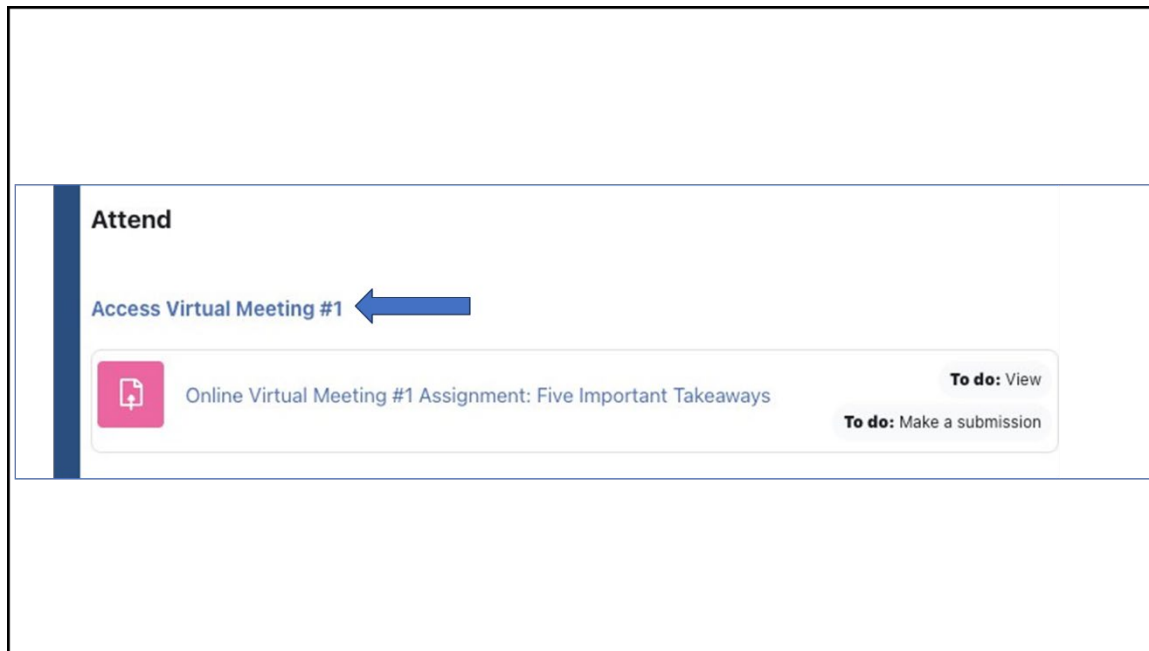 Attend
Access Virtual Meeting #1
Online Virtual Meeting #1 Assignment: Five Important Takeaways
To do: View
To do: Make a submission